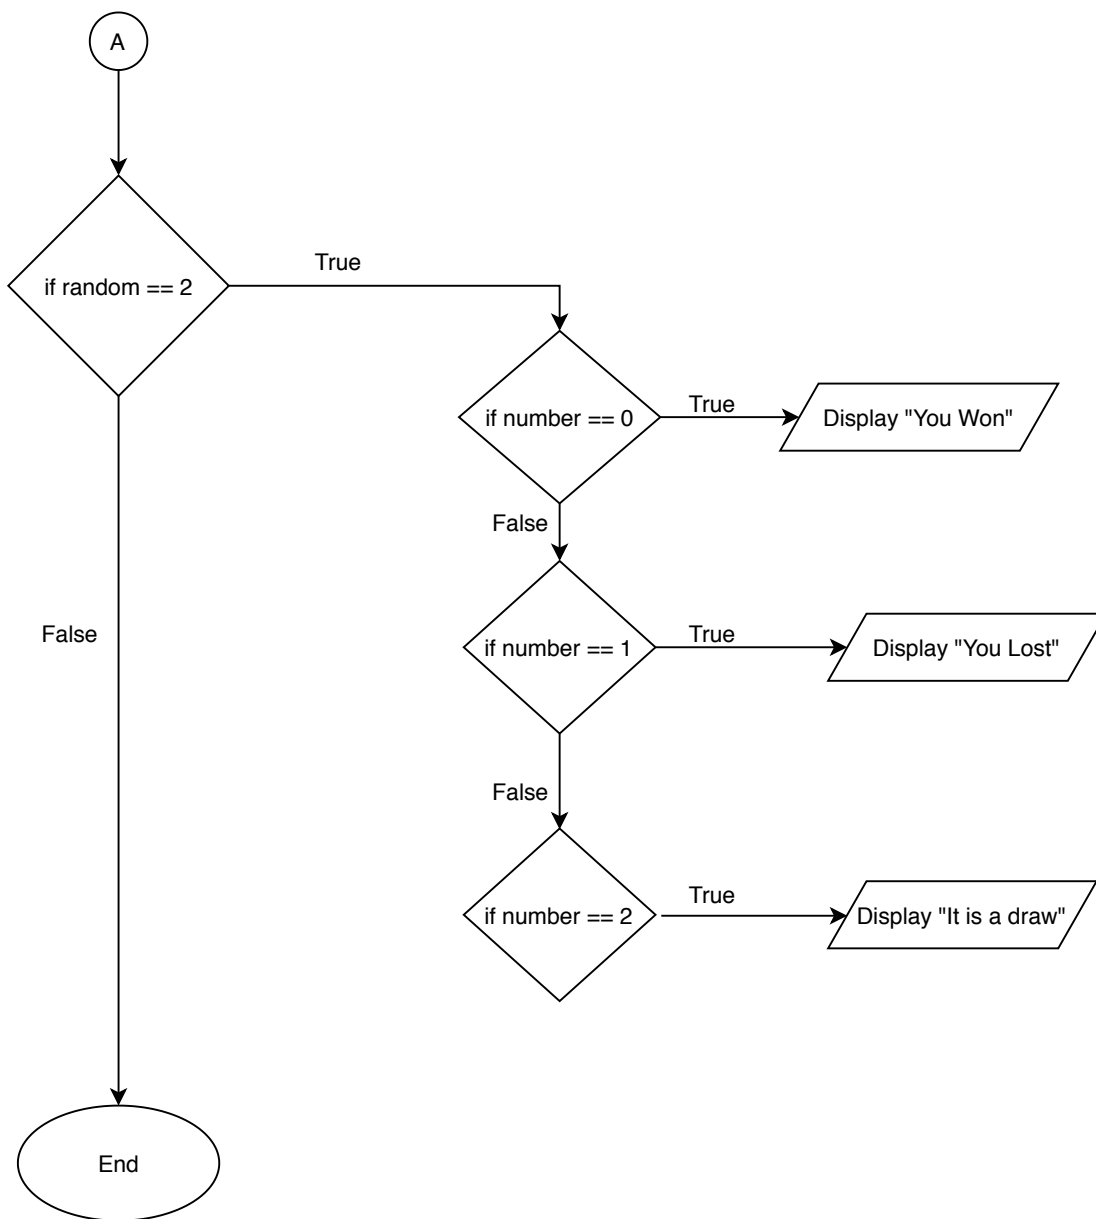 A
True
if random == 2
True
if number == 0
Display "You Won"
False
True
if number == 1
Display "You Lost"
False
False
True
if number == 2
Display "It is a draw"
End